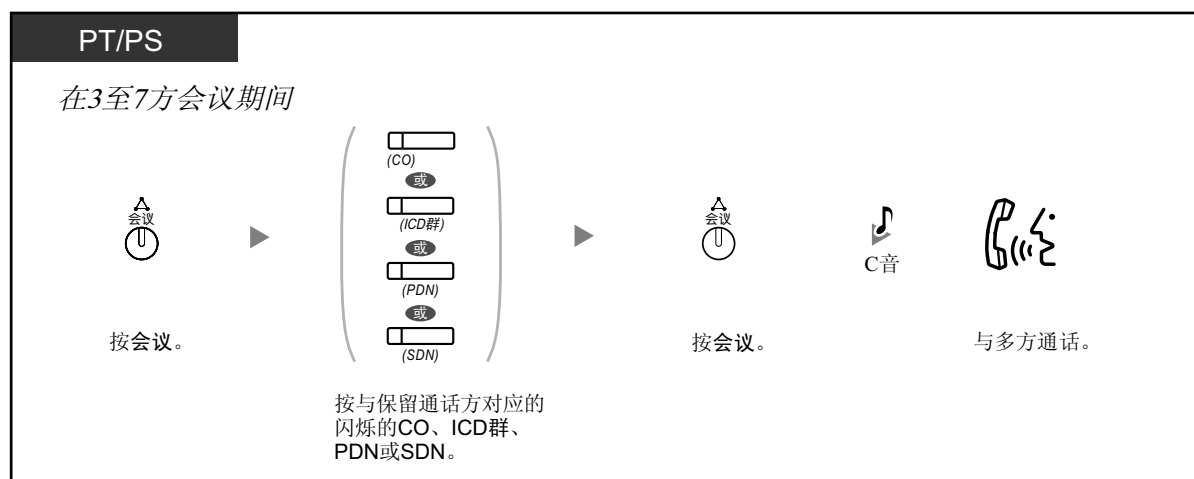 PT/PS
在3至7方会议期间
会议
按会议。
(CO)
或
(ICD群)
或
(PDN)
或
(SDN)
按与保留通话方对应的
闪烁的CO、ICD群、
PDN或SDN。
会议
按会议。
C音
与多方通话。